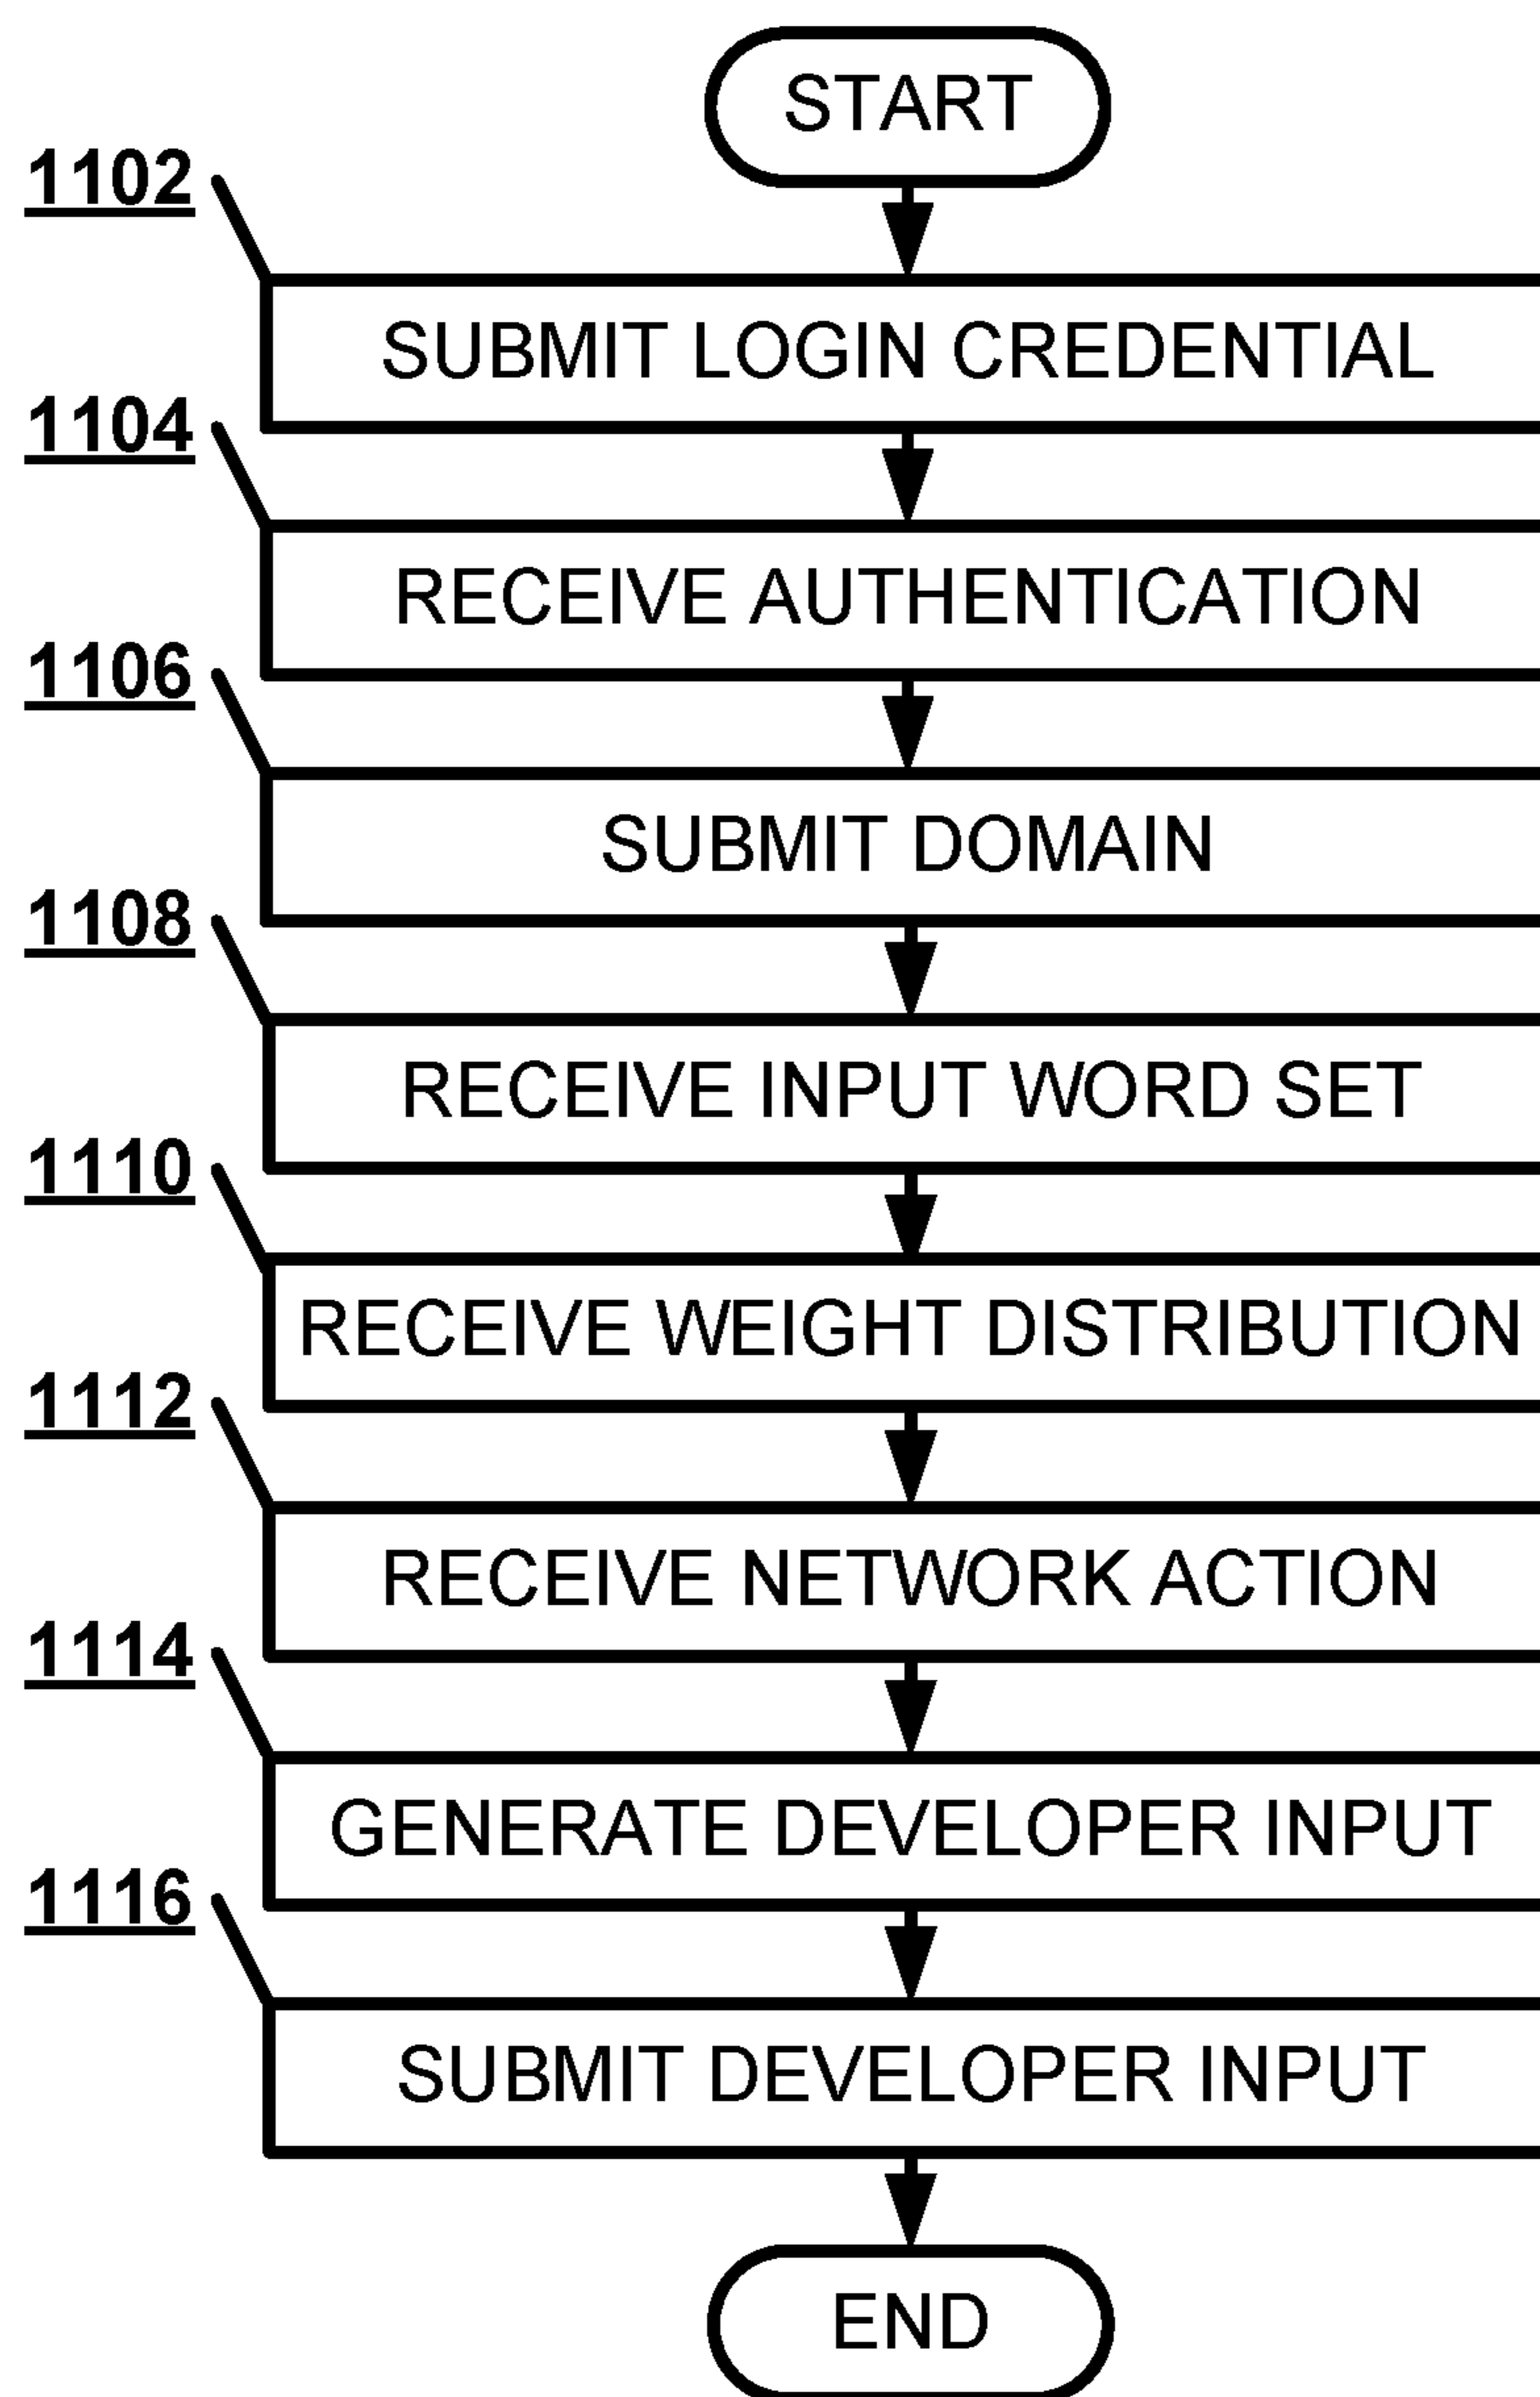 START
1102
SUBMIT LOGIN CREDENTIAL
1104
RECEIVE AUTHENTICATION
1106
SUBMIT DOMAIN
1108
RECEIVE INPUT WORD SET
1110
RECEIVE WEIGHT DISTRIBUTION
1112
RECEIVE NETWORK ACTION
1114
GENERATE DEVELOPER INPUT
1116
SUBMIT DEVELOPER INPUT
END